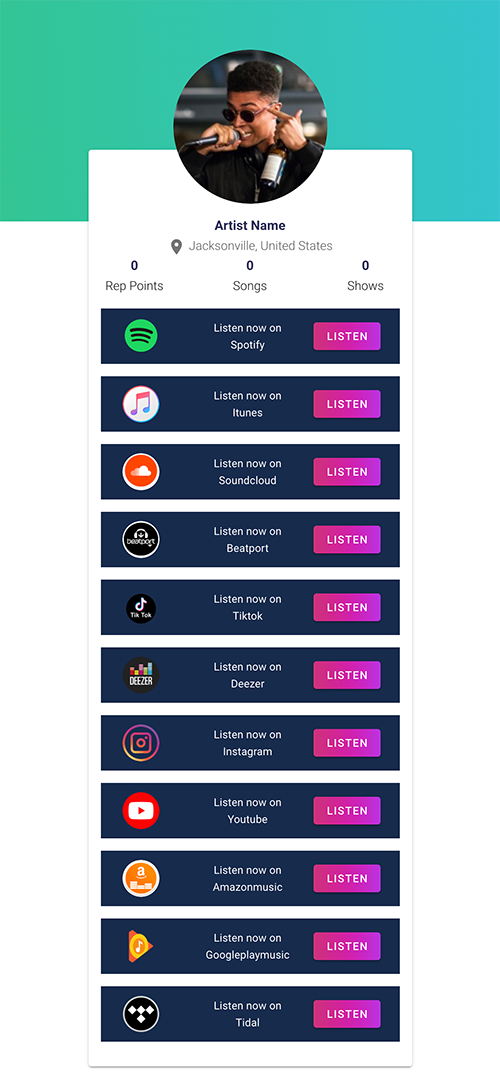 Artist Name
Jacksonville, United States
0 0 0
Rep Points Songs Shows
Listen now on
Spotify
LISTEN
Listen now on
Itunes
LISTEN
Listen now on
Soundcloud
LISTEN
beatport
Listen now on
Beatport
LISTEN
Tik Tok
Listen now on
Tiktok
LISTEN
DEEZER
Listen now on
Deezer
LISTEN
Listen now on
Instagram
LISTEN
Listen now on
Youtube
LISTEN
a
Listen now on
Amazonmusic
LISTEN
Listen now on
Googleplaymusic
LISTEN
Listen now on
Tidal
LISTEN